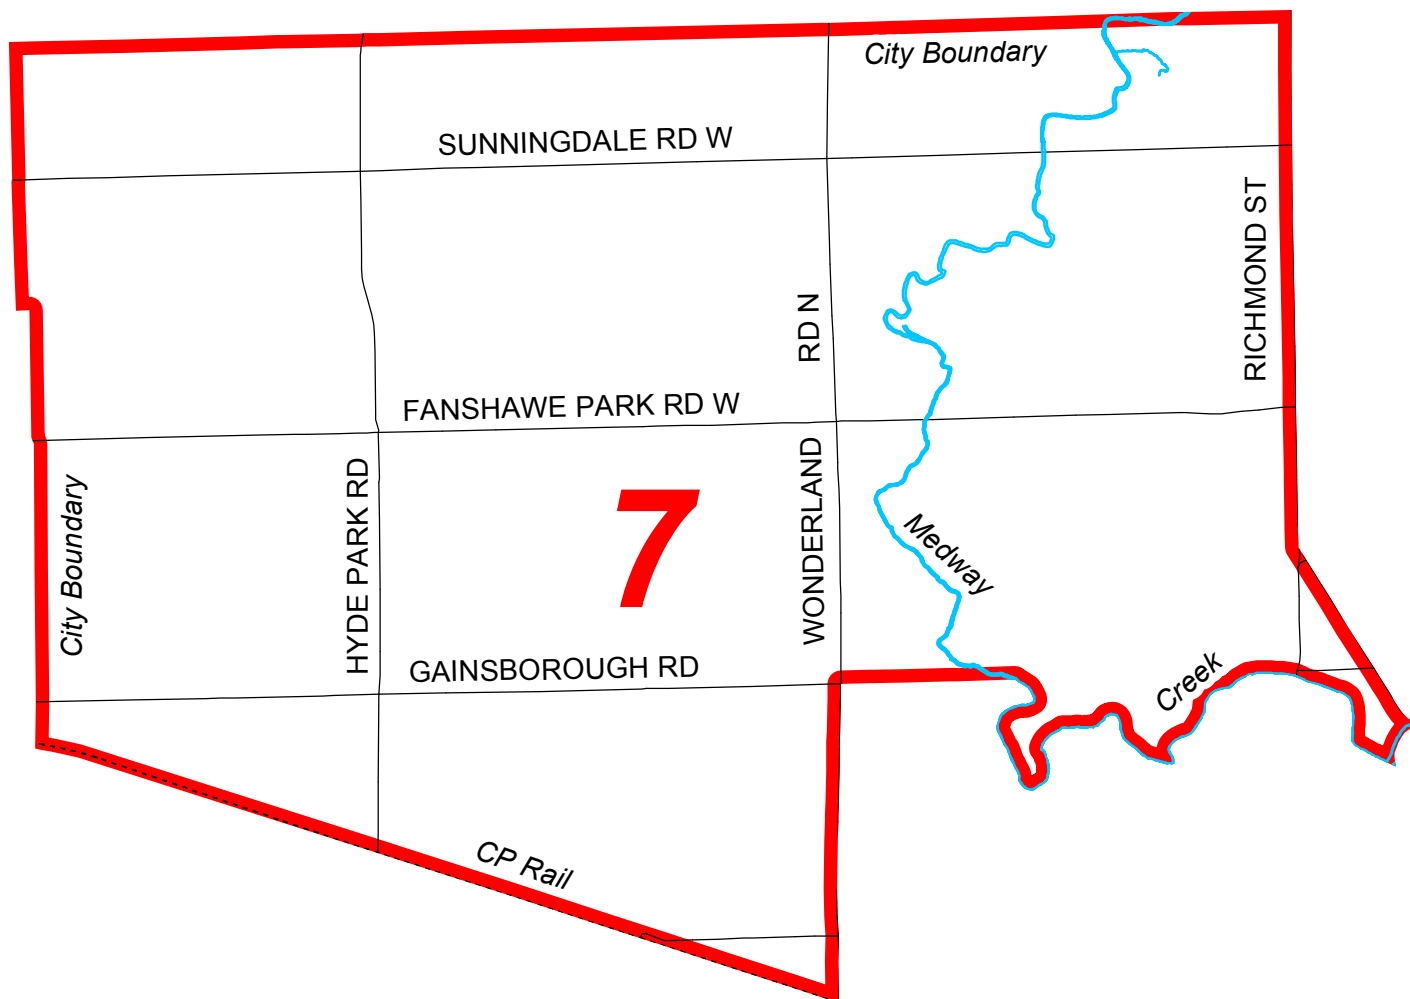 City Boundary
SUNNINGDALE RD W
RICHMOND ST
RD N
FANSHAWE PARK RD W
WONDERLAND
HYDE PARK RD
City Boundary
7
Medway
GAINSBOROUGH RD
Creek
CP Rail